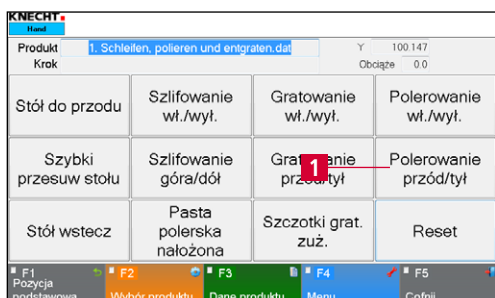 KNECHT
Hand
Produkt 1. Schleifen, polieren und entgraten.dat Y 100.147
Krok Obciąże 0.0
Stół do przodu
Szlifowanie
wł./wył.
Gratowanie
wł./wył.
Polerowanie
wł./wył.
Szybki
przesuw stołu
Szlifowanie
góra/dół
1
przód/tył
Polerowanie
przód/tył
Stół wstecz
Pasta
polerska
nałożona
Szczotki grat.
zuż.
Reset
F1
Pozycja
podstawowa
F2
Wybór produktu
F3
Dane produktu
F4
Menu
F5
Cofnij